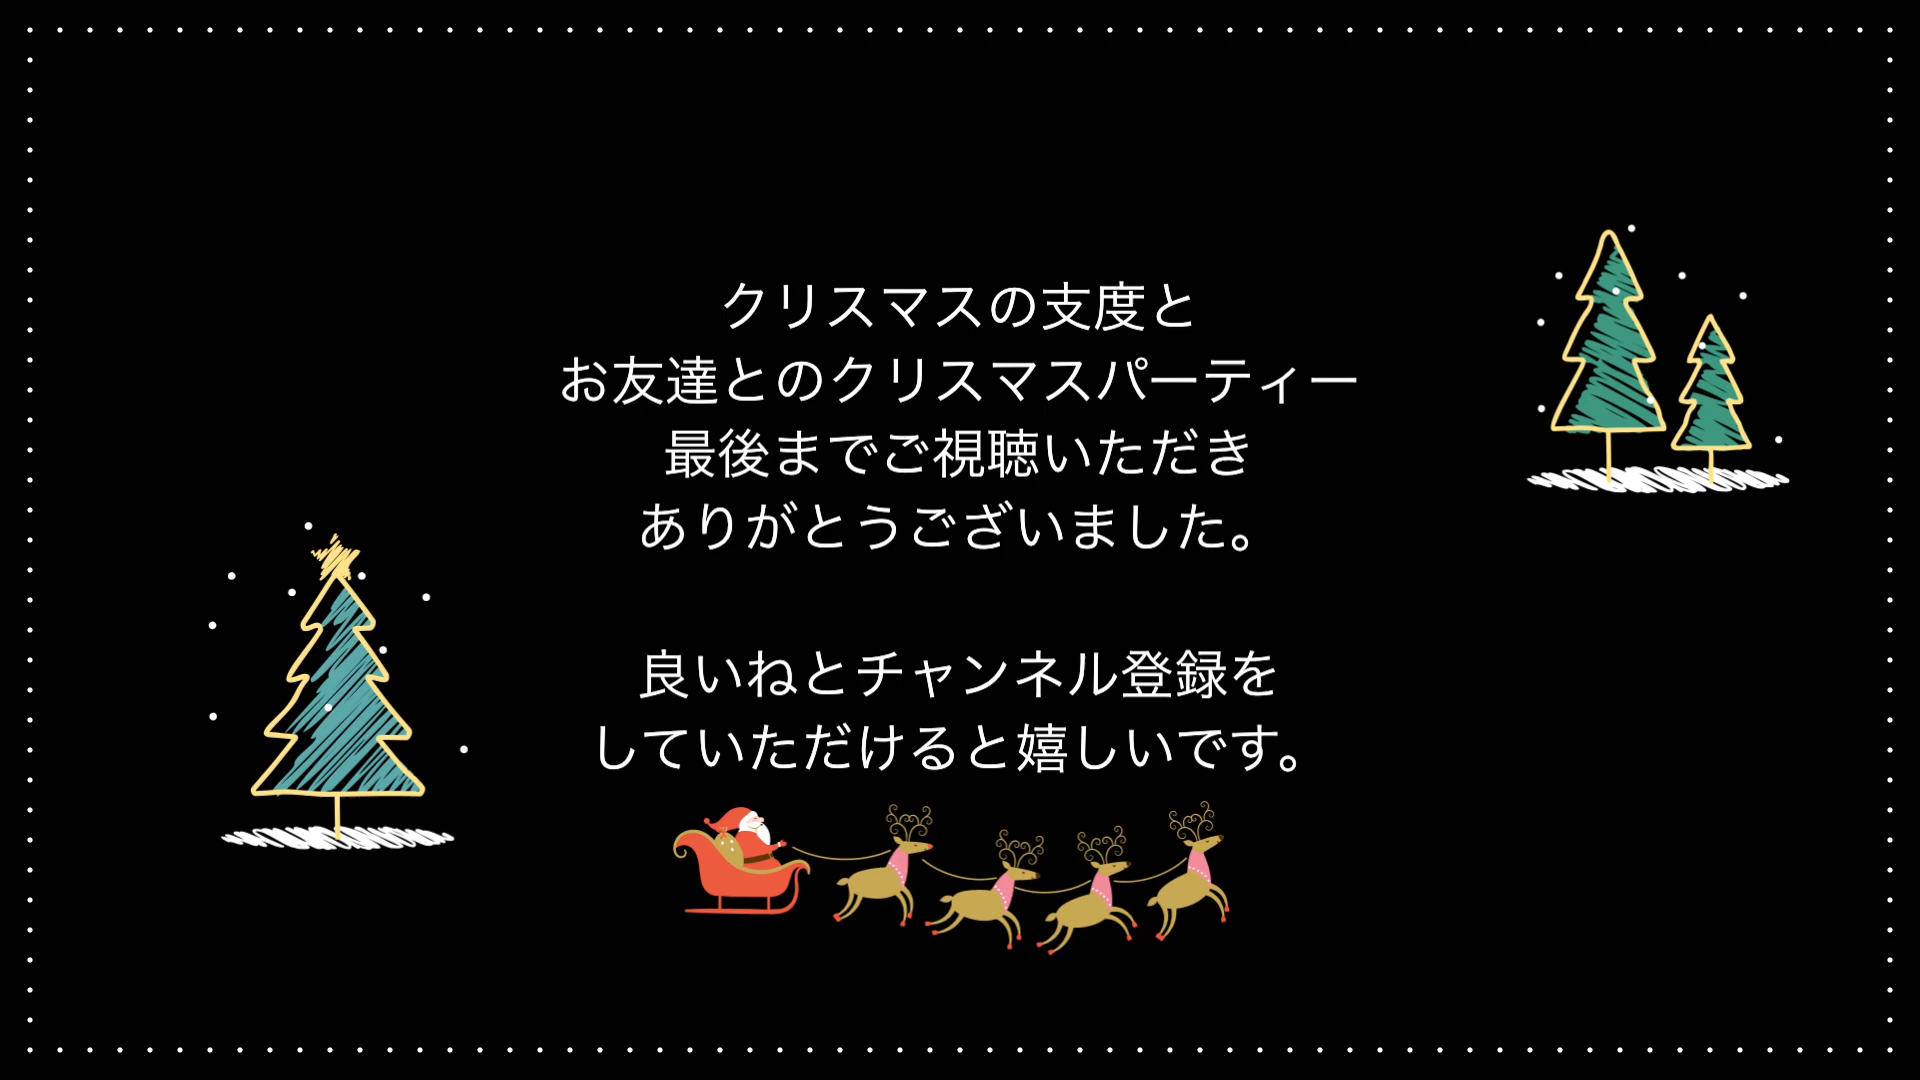 クリスマスの支度と
お友達とのクリスマスパーティー
最後までご視聴いただき
ありがとうございました。
良いねとチャンネル登録を
していただけると嬉しいです。